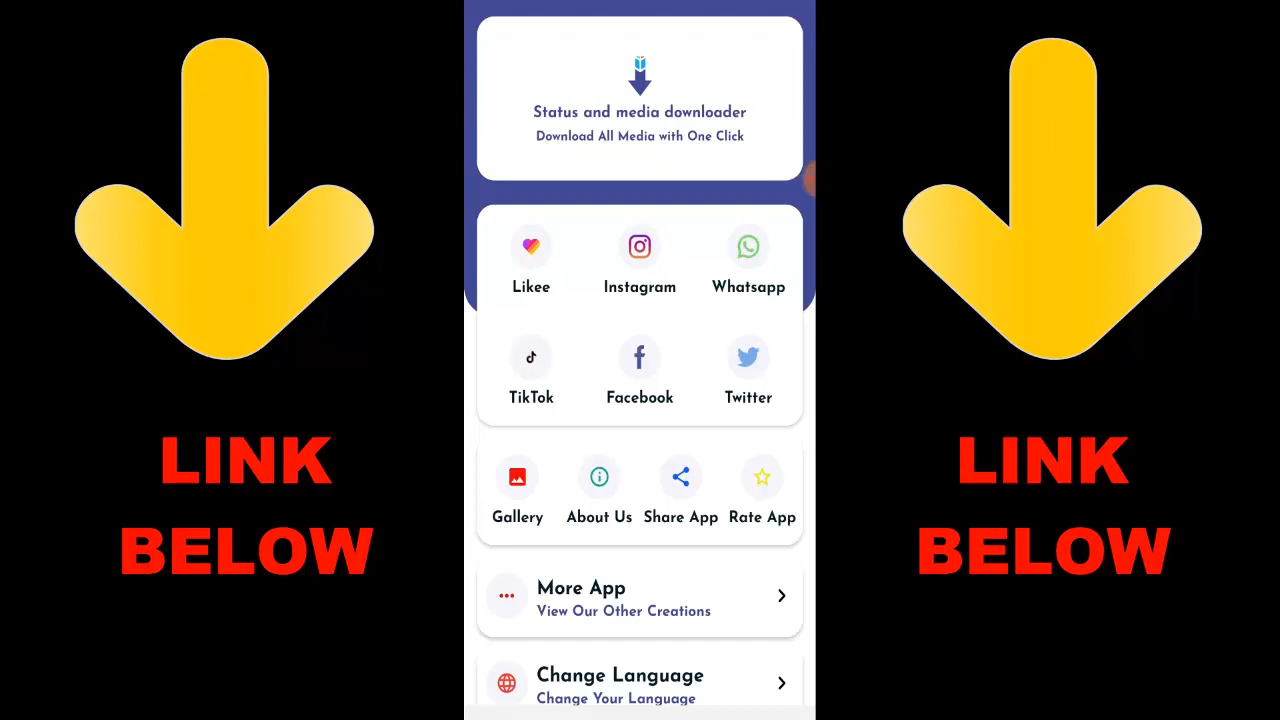 Status and media downloader
Download All Media with One Click
Likee
Instagram
Whatsapp
TikTok
Facebook
Twitter
Gallery
About Us
Share App
Rate App
More App
View Our Other Creations
Change Language
Change Your Language
LINK
BELOW
LINK
BELOW